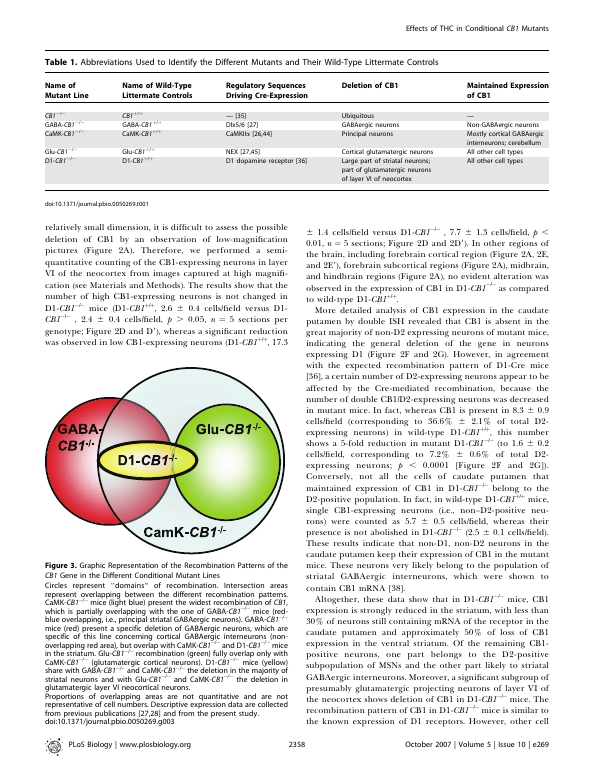 Effects of THC in Conditional CB1 Mutants
Table 1. Abbreviations Used to Identify the Different Mutants and Their Wild-Type Littermate Controls
Name of Mutant Line | Name of Wild-Type Littermate Controls | Regulatory Sequences Driving Cre-Expression | Deletion of CB1 | Maintained Expression of CB1
CB1−/− | CB1+/+ | — [35] | Ubiquitous | —
GABA-CB1−/− | GABA-CB1+/+ | Dlx5/6 [27] | GABAergic neurons | Non-GABAergic neurons
CaMK-CB1−/− | CaMK-CB1+/+ | CaMKIIα [26,44] | Principal neurons | Mostly cortical GABAergic interneurons; cerebellum
Glu-CB1−/− | Glu-CB1+/+ | NEX [27,45] | Cortical glutamatergic neurons | All other cell types
D1-CB1−/− | D1-CB1+/+ | D1 dopamine receptor [36] | Large part of striatal neurons; part of glutamatergic neurons of layer VI of neocortex | All other cell types
doi:10.1371/journal.pbio.0050269.t001
relatively small dimension, it is difficult to assess the possible
deletion of CB1 by an observation of low-magnification
pictures (Figure 2A). Therefore, we performed a semi-
quantitative counting of the CB1-expressing neurons in layer
VI of the neocortex from images captured at high magnifi-
cation (see Materials and Methods). The results show that the
number of high CB1-expressing neurons is not changed in
D1-CB1−/− mice (D1-CB1+/+, 2.6 ± 0.4 cells/field versus D1-
CB1−/− , 2.4 ± 0.4 cells/field, p > 0.05, n = 5 sections per
genotype; Figure 2D and D′), whereas a significant reduction
was observed in low CB1-expressing neurons (D1-CB1+/+, 17.3
GABA-
CB1-/-
Glu-CB1-/-
D1-CB1-/-
CamK-CB1-/-
Figure 3. Graphic Representation of the Recombination Patterns of the
CB1 Gene in the Different Conditional Mutant Lines
Circles represent "domains" of recombination. Intersection areas
represent overlapping between the different recombination patterns.
CaMK-CB1−/− mice (light blue) present the widest recombination of CB1,
which is partially overlapping with the one of GABA-CB1−/− mice (red-
blue overlapping, i.e., principal striatal GABAergic neurons). GABA-CB1−/−
mice (red) present a specific deletion of GABAergic neurons, which are
specific of this line concerning cortical GABAergic interneurons (non-
overlapping red area), but overlap with CaMK-CB1−/− and D1-CB1−/− mice
in the striatum. Glu-CB1−/− recombination (green) fully overlap only with
CaMK-CB1−/− (glutamatergic cortical neurons). D1-CB1−/− mice (yellow)
share with GABA-CB1−/− and CaMK-CB1−/− the deletion in the majority of
striatal neurons and with Glu-CB1−/− and CaMK-CB1−/− the deletion in
glutamatergic layer VI neocortical neurons.
Proportions of overlapping areas are not quantitative and are not
representative of cell numbers. Descriptive expression data are collected
from previous publications [27,28] and from the present study.
doi:10.1371/journal.pbio.0050269.g003
± 1.4 cells/field versus D1-CB1−/− , 7.7 ± 1.3 cells/field, p <
0.01, n = 5 sections; Figure 2D and 2D′). In other regions of
the brain, including forebrain cortical region (Figure 2A, 2E,
and 2E′), forebrain subcortical regions (Figure 2A), midbrain,
and hindbrain regions (Figure 2A), no evident alteration was
observed in the expression of CB1 in D1-CB1−/− as compared
to wild-type D1-CB1+/+.
More detailed analysis of CB1 expression in the caudate
putamen by double ISH revealed that CB1 is absent in the
great majority of non-D2 expressing neurons of mutant mice,
indicating the general deletion of the gene in neurons
expressing D1 (Figure 2F and 2G). However, in agreement
with the expected recombination pattern of D1-Cre mice
[36], a certain number of D2-expressing neurons appear to be
affected by the Cre-mediated recombination, because the
number of double CB1/D2-expressing neurons was decreased
in mutant mice. In fact, whereas CB1 is present in 8.3 ± 0.9
cells/field (corresponding to 36.6% ± 2.1% of total D2-
expressing neurons) in wild-type D1-CB1+/+, this number
shows a 5-fold reduction in mutant D1-CB1−/− (to 1.6 ± 0.2
cells/field, corresponding to 7.2% ± 0.6% of total D2-
expressing neurons; p < 0.0001 [Figure 2F and 2G]).
Conversely, not all the cells of caudate putamen that
maintained expression of CB1 in D1-CB1−/− belong to the
D2-positive population. In fact, in wild-type D1-CB1+/+ mice,
single CB1-expressing neurons (i.e., non–D2-positive neu-
rons) were counted as 5.7 ± 0.5 cells/field, whereas their
presence is not abolished in D1-CB1−/− (2.5 ± 0.1 cells/field).
These results indicate that non-D1, non-D2 neurons in the
caudate putamen keep their expression of CB1 in the mutant
mice. These neurons very likely belong to the population of
striatal GABAergic interneurons, which were shown to
contain CB1 mRNA [38].
Altogether, these data show that in D1-CB1−/− mice, CB1
expression is strongly reduced in the striatum, with less than
30% of neurons still containing mRNA of the receptor in the
caudate putamen and approximately 50% of loss of CB1
expression in the ventral striatum. Of the remaining CB1-
positive neurons, one part belongs to the D2-positive
subpopulation of MSNs and the other part likely to striatal
GABAergic interneurons. Moreover, a significant subgroup of
presumably glutamatergic projecting neurons of layer VI of
the neocortex shows deletion of CB1 in D1-CB1−/− mice. The
recombination pattern of D1-CB1−/− mice is similar to
the known expression of D1 receptors. However, other cell
PLoS Biology | www.plosbiology.org
2358
October 2007 | Volume 5 | Issue 10 | e269